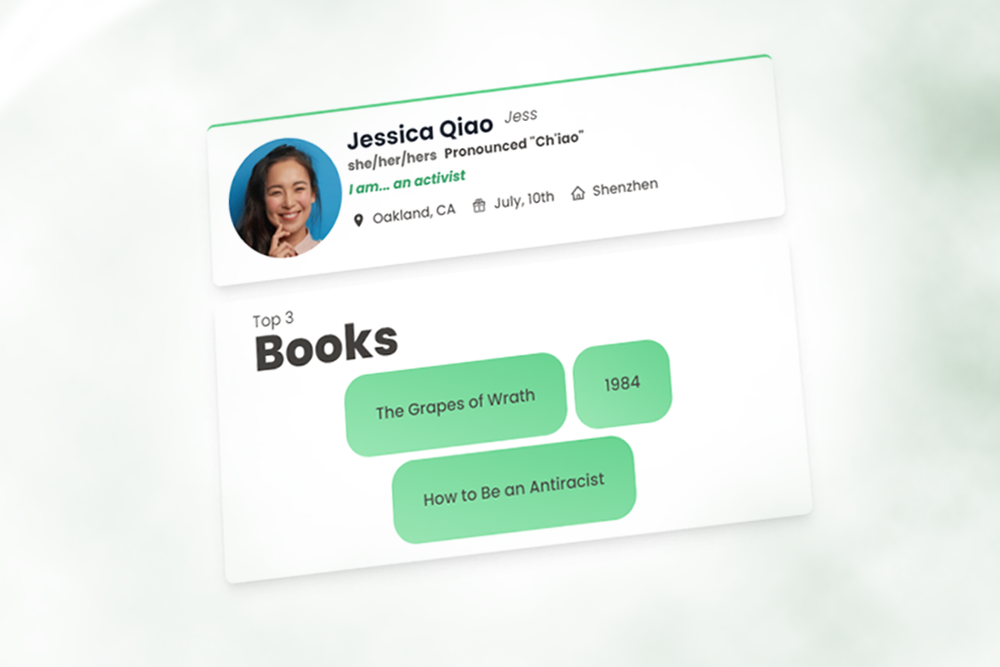 Jessica Qiao Jess
she/her/hers Pronounced "Ch'iao"
I am... an activist
Oakland, CA July, 10th Shenzhen
Top 3
Books
The Grapes of Wrath 1984
How to Be an Antiracist